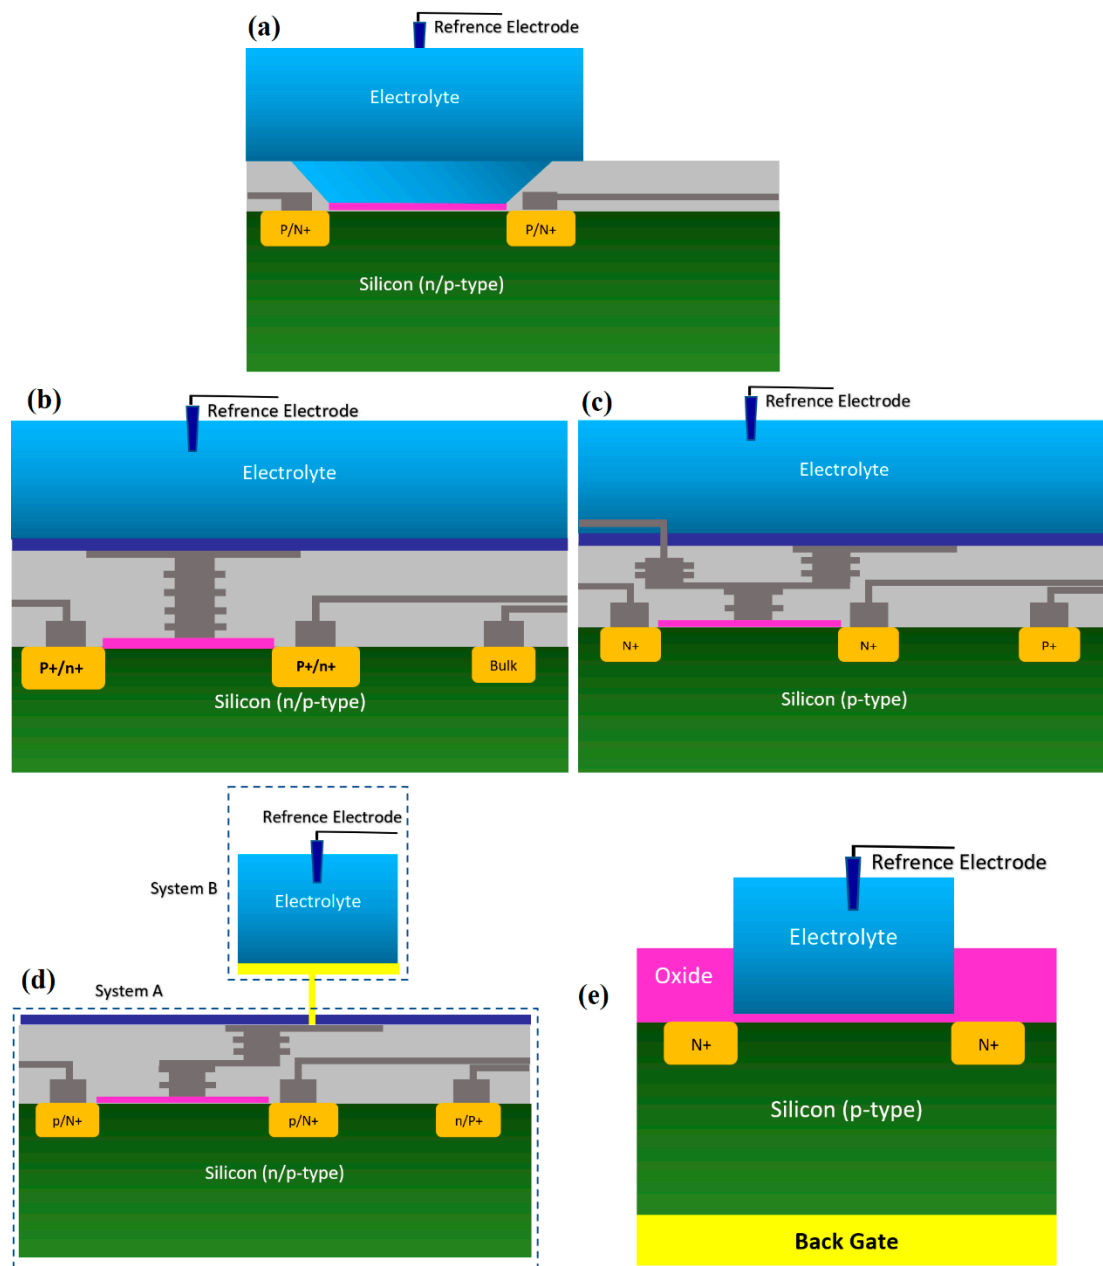 (a)
Refrence Electrode
Electrolyte
P/N+
P/N+
Silicon (n/p-type)
(b)
Refrence Electrode
Electrolyte
P+/n+
P+/n+
Bulk
Silicon (n/p-type)
(c)
Refrence Electrode
Electrolyte
N+
N+
P+
Silicon (p-type)
(d)
Refrence Electrode
System B
Electrolyte
System A
p/N+
p/N+
n/P+
Silicon (n/p-type)
(e)
Refrence Electrode
Electrolyte
Oxide
N+
N+
Silicon (p-type)
Back Gate